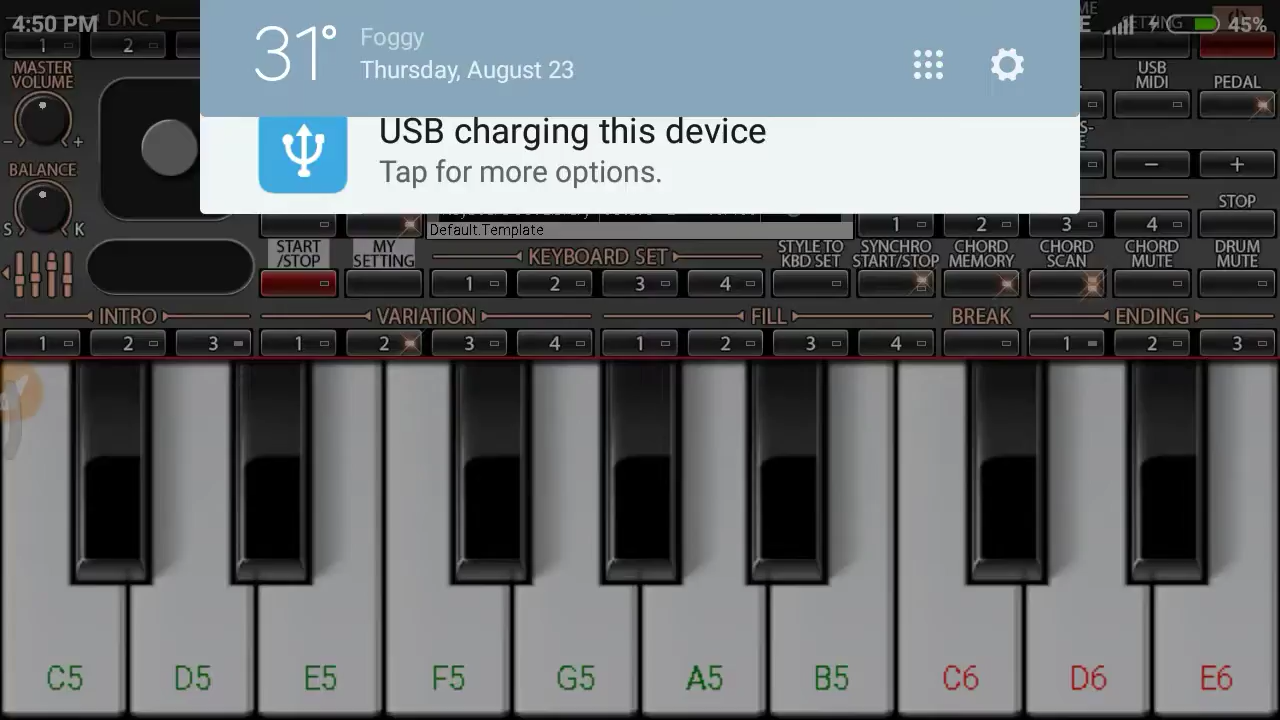 4:50 PM
DNC
31°
Foggy
Thursday, August 23
45%
1
2
MASTER
VOLUME
USB charging this device
Tap for more options.
USB
MIDI
PEDAL
- +
BALANCE
- +
S K
Default.Template
1 2 3 4
STOP
START
/STOP
MY
SETTING
KEYBOARD SET
STYLE TO
KBD SET
SYNCHRO
START/STOP
CHORD
MEMORY
CHORD
SCAN
CHORD
MUTE
DRUM
MUTE
1 2 3 4
INTRO
VARIATION
FILL
BREAK
ENDING
1 2 3 1 2 3 4 1 2 3 4 1 2 3
C5 D5 E5 F5 G5 A5 B5 C6 D6 E6